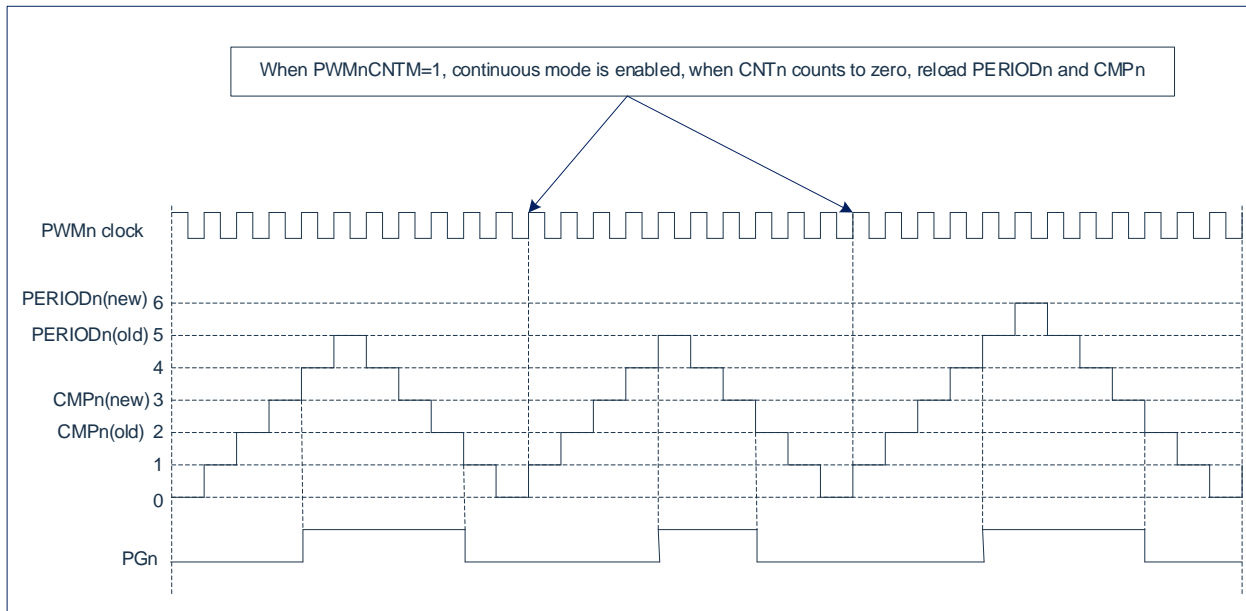 When PWMnCNTM=1, continuous mode is enabled, when CNTn counts to zero, reload PERIODn and CMPn
PWMn clock
PERIODn(new) 6
PERIODn(old) 5
4
CMPn(new) 3
CMPn(old) 2
1
0
PGn